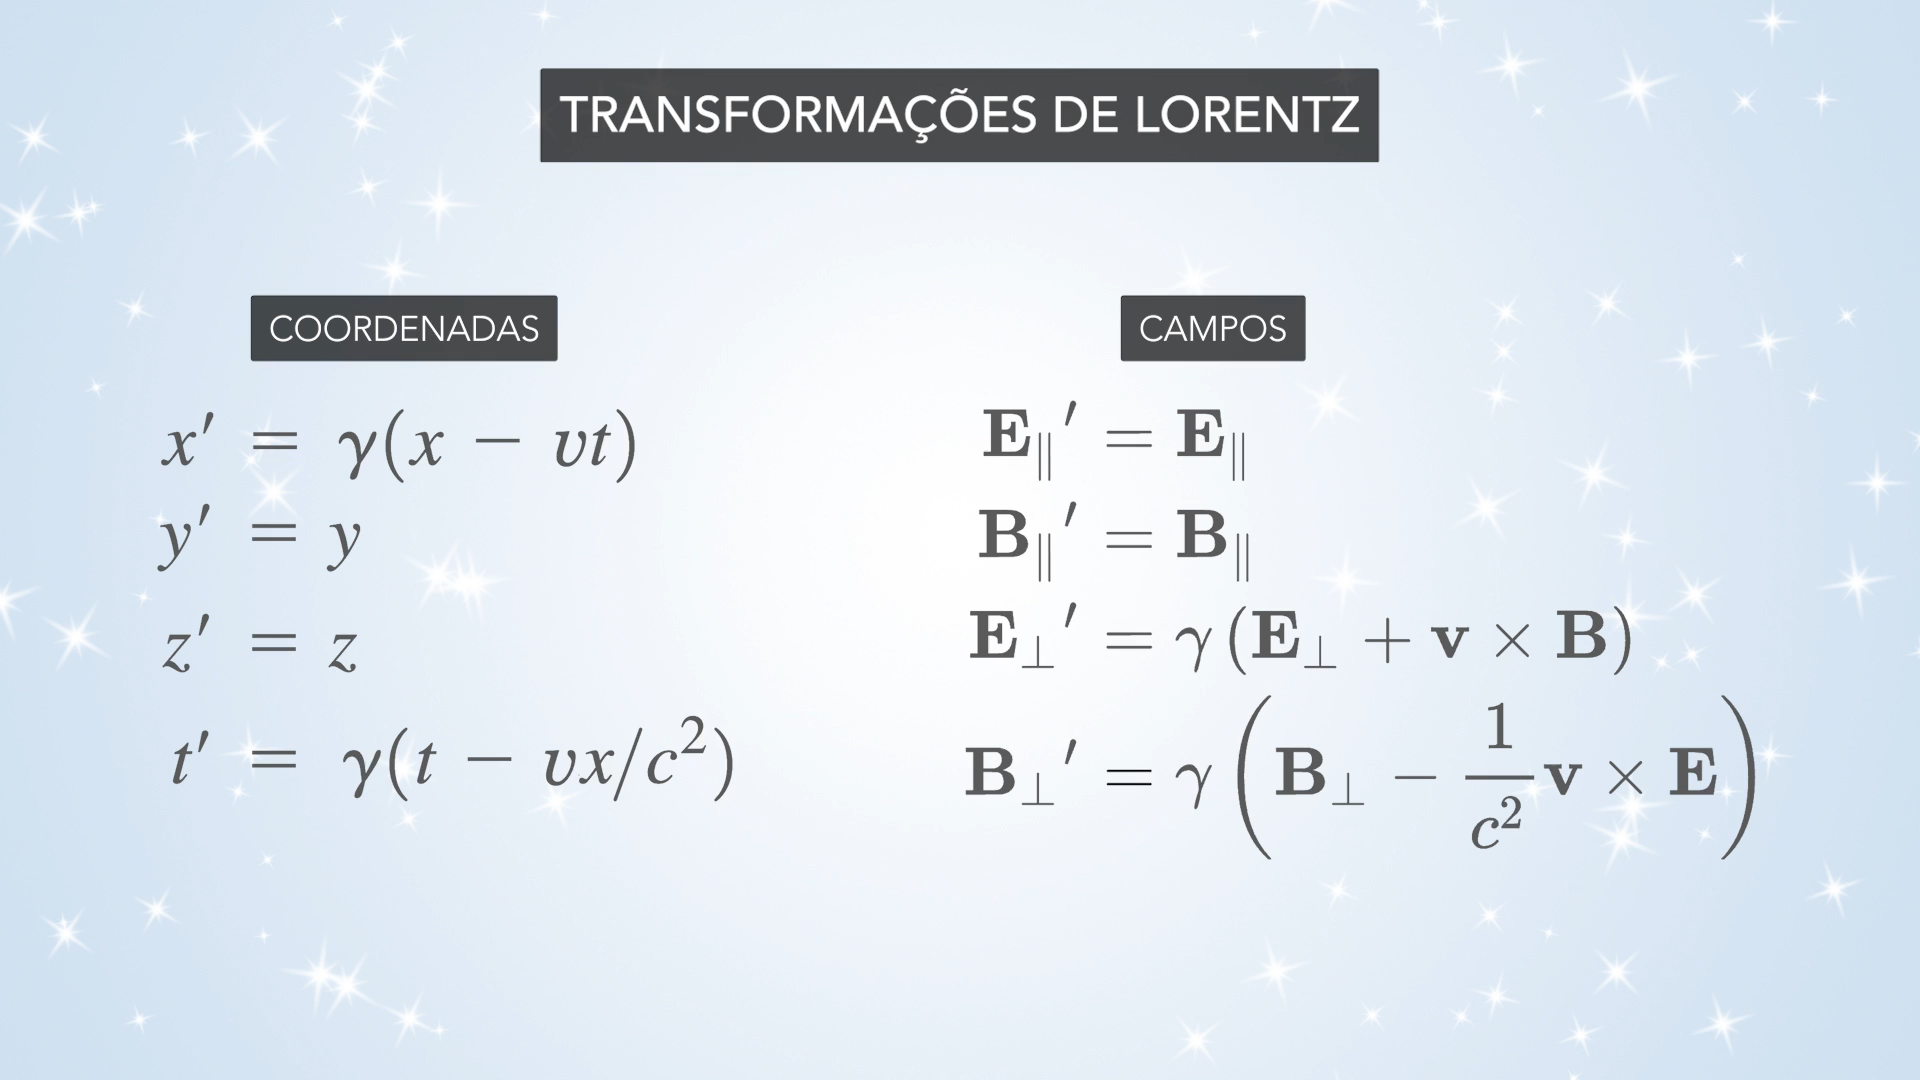 TRANSFORMAÇÕES DE LORENTZ
COORDENADAS
x′ = γ(x − vt)
y′ = y
z′ = z
t′ = γ(t − vx/c²)
CAMPOS
𝐄∥′ = 𝐄∥
𝐁∥′ = 𝐁∥
𝐄⊥′ = γ (𝐄⊥ + 𝐯 × 𝐁)
𝐁⊥′ = γ (𝐁⊥ − 1/c² 𝐯 × 𝐄)